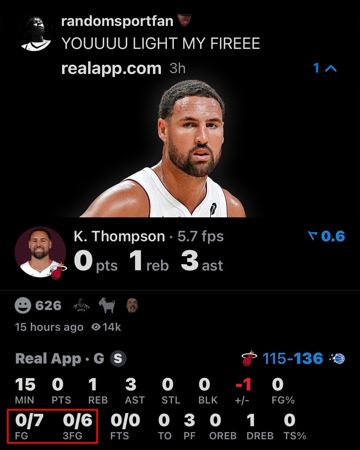 randomsportfan
YOUUUU LIGHT MY FIREEE
realapp.com 3h
1
K. Thompson · 5.7 fps
0.6
0 pts 1 reb 3 ast
626
15 hours ago 14k
Real App · G S
115-136
15 0 1 3 0 0 -1 0
MIN PTS REB AST STL BLK +/- FG%
0/7 0/6 0/0 0 3 0 1 0
FG 3FG FTS TO PF OREB DREB TS%